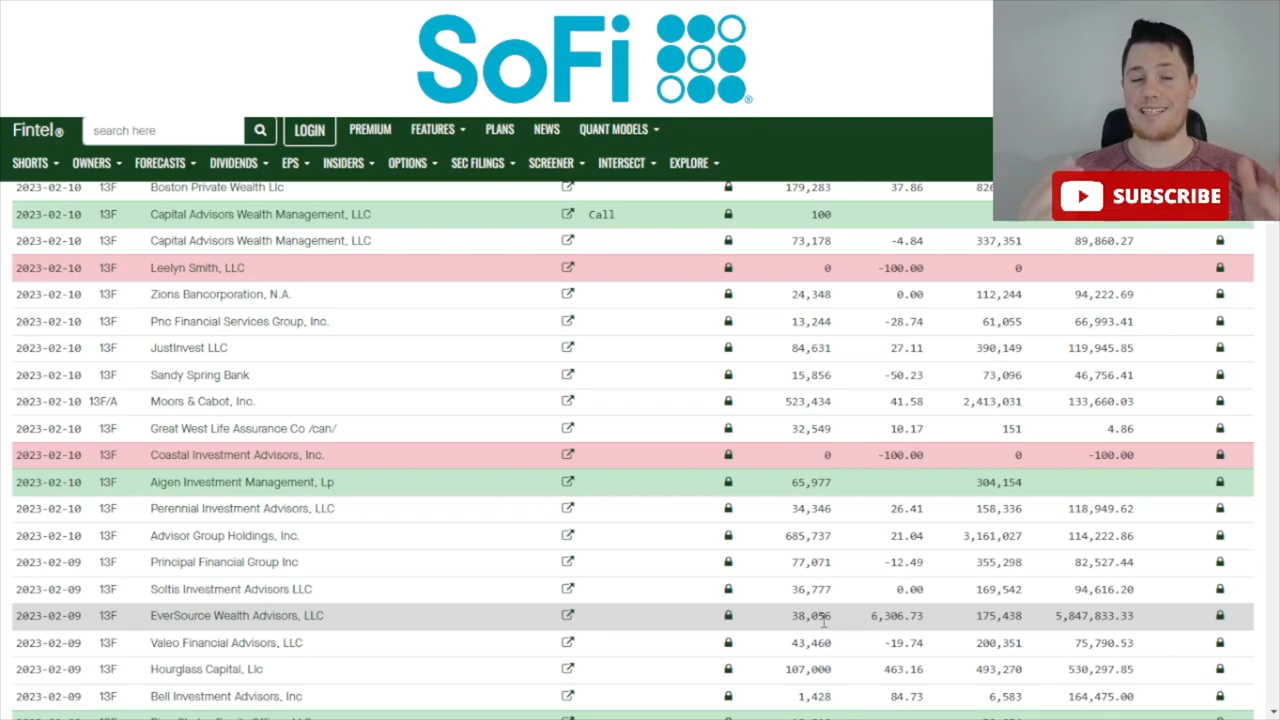 SoFi
®
SUBSCRIBE
Fintel® search here LOGIN PREMIUM FEATURES PLANS NEWS QUANT MODELS
SHORTS OWNERS FORECASTS DIVIDENDS EPS INSIDERS OPTIONS SEC FILINGS SCREENER INTERSECT EXPLORE
2023-02-10 13F Boston Private Wealth Llc 179,283 37.86
2023-02-10 13F Capital Advisors Wealth Management, LLC Call 100
2023-02-10 13F Capital Advisors Wealth Management, LLC 73,178 -4.84 337,351 89,860.27
2023-02-10 13F Leelyn Smith, LLC 0 -100.00 0
2023-02-10 13F Zions Bancorporation, N.A. 24,348 0.00 112,244 94,222.69
2023-02-10 13F Pnc Financial Services Group, Inc. 13,244 -28.74 61,055 66,993.41
2023-02-10 13F JustInvest LLC 84,631 27.11 390,149 119,945.85
2023-02-10 13F Sandy Spring Bank 15,856 -50.23 73,096 46,756.41
2023-02-10 13F/A Moors & Cabot, Inc. 523,434 41.58 2,413,031 133,660.03
2023-02-10 13F Great West Life Assurance Co /can/ 32,549 10.17 151 4.86
2023-02-10 13F Coastal Investment Advisors, Inc. 0 -100.00 0 -100.00
2023-02-10 13F Aigen Investment Management, Lp 65,977 304,154
2023-02-10 13F Perennial Investment Advisors, LLC 34,346 26.41 158,336 118,949.62
2023-02-10 13F Advisor Group Holdings, Inc. 685,737 21.04 3,161,027 114,222.86
2023-02-09 13F Principal Financial Group Inc 77,071 -12.49 355,298 82,527.44
2023-02-09 13F Soltis Investment Advisors LLC 36,777 0.00 169,542 94,616.20
2023-02-09 13F EverSource Wealth Advisors, LLC 38,056 6,306.73 175,438 5,847,833.33
2023-02-09 13F Valeo Financial Advisors, LLC 43,460 -19.74 200,351 75,790.53
2023-02-09 13F Hourglass Capital, Llc 107,000 463.16 493,270 530,297.85
2023-02-09 13F Bell Investment Advisors, Inc 1,428 84.73 6,583 164,475.00